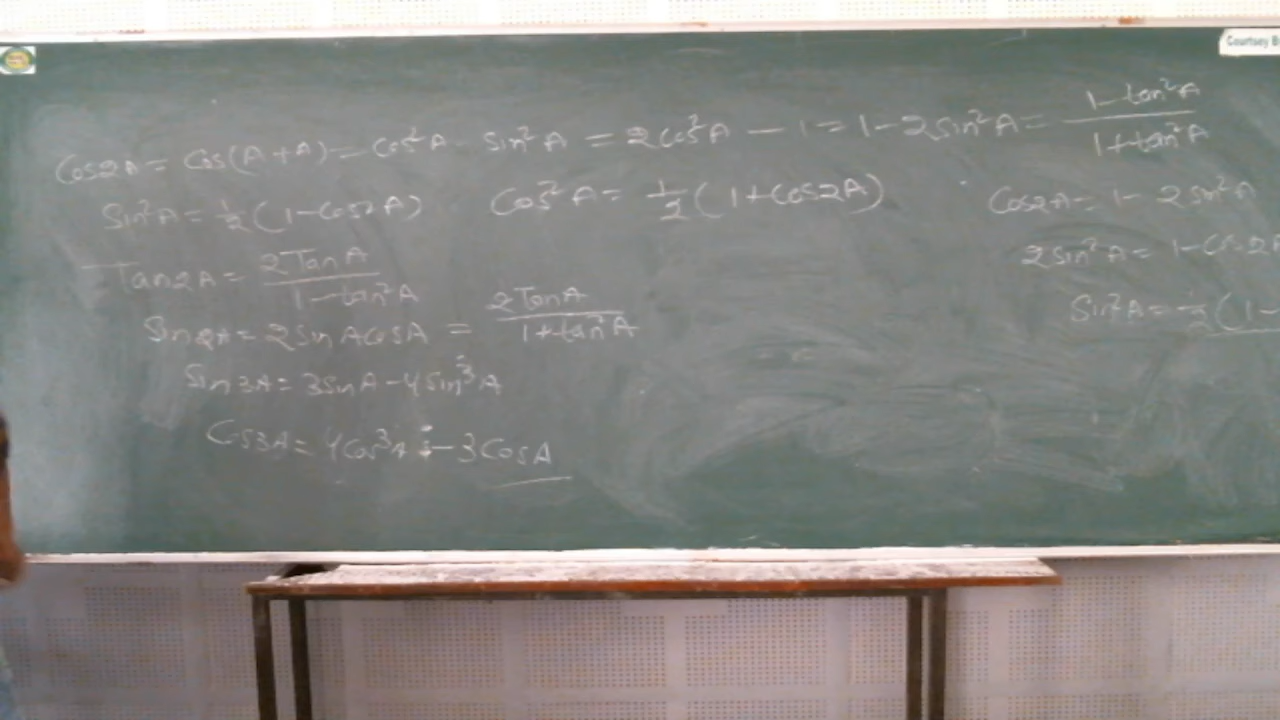 Courtsey B
Cos2A = Cos(A+A) = Cos²A - sin²A = 2cos²A - 1 = 1 - 2sin²A = (1 - tan²A)/(1 + tan²A)
Sin²A = 1/2 (1 - Cos2A)
Cos²A = 1/2 (1 + Cos2A)
Tan2A = 2TanA/(1 - tan²A)
Sin2A = 2SinACosA = 2TanA/(1 + tan²A)
Sin3A = 3SinA - 4Sin³A
Cos3A = 4Cos³A - 3CosA
Cos2A = 1 - 2sin²A
2Sin²A = 1 - Cos2A
Sin²A = 1/2 (1 -